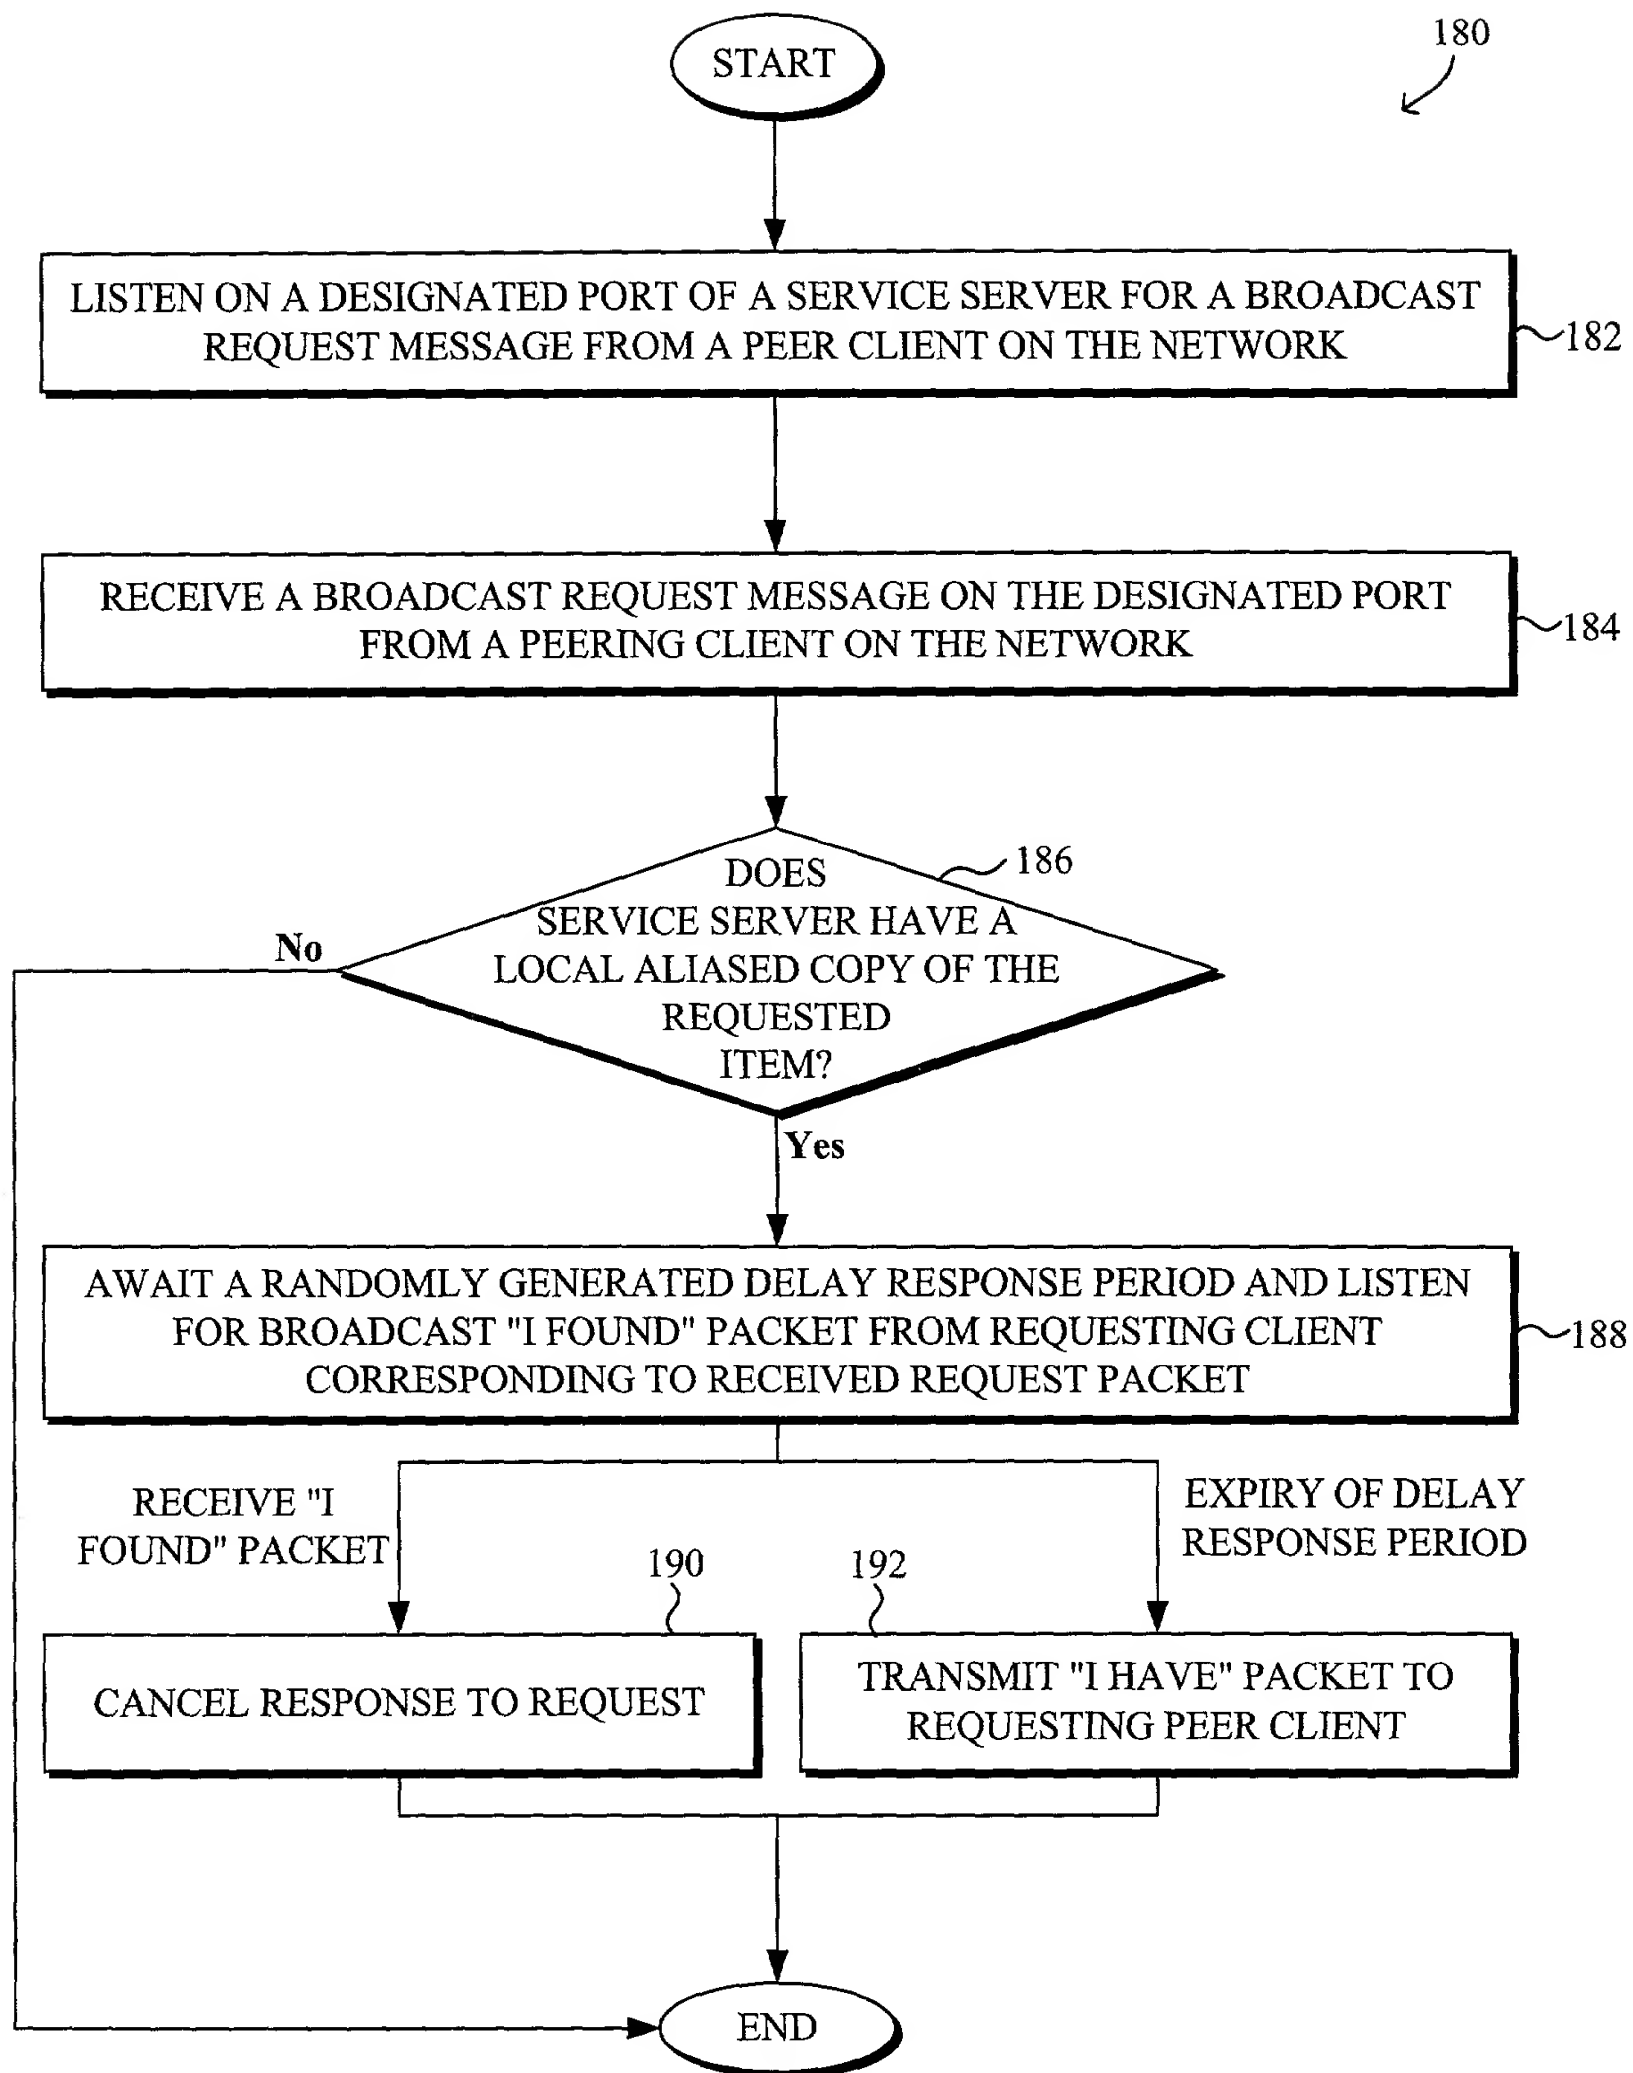 START
180
LISTEN ON A DESIGNATED PORT OF A SERVICE SERVER FOR A BROADCAST
REQUEST MESSAGE FROM A PEER CLIENT ON THE NETWORK
182
RECEIVE A BROADCAST REQUEST MESSAGE ON THE DESIGNATED PORT
FROM A PEERING CLIENT ON THE NETWORK
184
186
DOES
SERVICE SERVER HAVE A
LOCAL ALIASED COPY OF THE
REQUESTED
ITEM?
No
Yes
AWAIT A RANDOMLY GENERATED DELAY RESPONSE PERIOD AND LISTEN
FOR BROADCAST "I FOUND" PACKET FROM REQUESTING CLIENT
CORRESPONDING TO RECEIVED REQUEST PACKET
188
RECEIVE "I
FOUND" PACKET
EXPIRY OF DELAY
RESPONSE PERIOD
190
192
CANCEL RESPONSE TO REQUEST
TRANSMIT "I HAVE" PACKET TO
REQUESTING PEER CLIENT
END